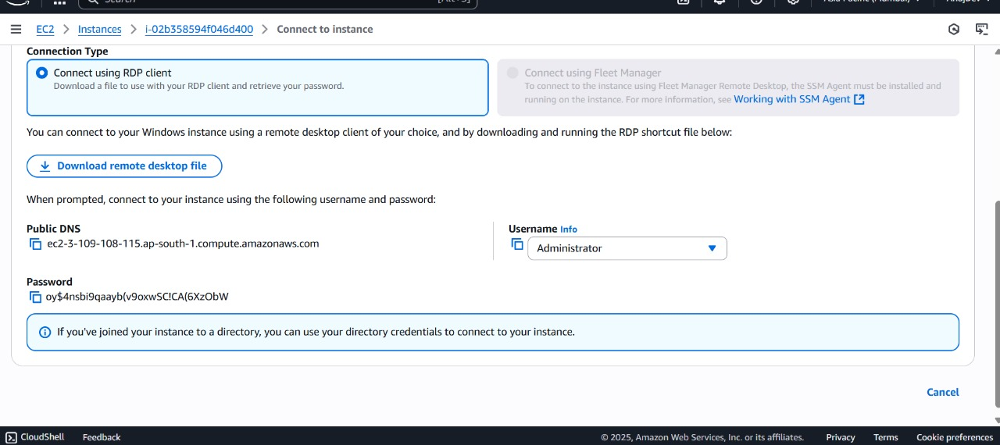 Search [Alt+S] Asia Pacific (Mumbai)
EC2 > Instances > i-02b358594f046d400 > Connect to instance
Connection Type
Connect using RDP client
Download a file to use with your RDP client and retrieve your password.
Connect using Fleet Manager
To connect to the instance using Fleet Manager Remote Desktop, the SSM Agent must be installed and
running on the instance. For more information, see Working with SSM Agent
You can connect to your Windows instance using a remote desktop client of your choice, and by downloading and running the RDP shortcut file below:
Download remote desktop file
When prompted, connect to your instance using the following username and password:
Public DNS
ec2-3-109-108-115.ap-south-1.compute.amazonaws.com
Username Info
Administrator
Password
oy$4nsbi9qaayb(v9oxwSC!CA(6XzObW
If you've joined your instance to a directory, you can use your directory credentials to connect to your instance.
Cancel
CloudShell Feedback © 2025, Amazon Web Services, Inc. or its affiliates. Privacy Terms Cookie preferences